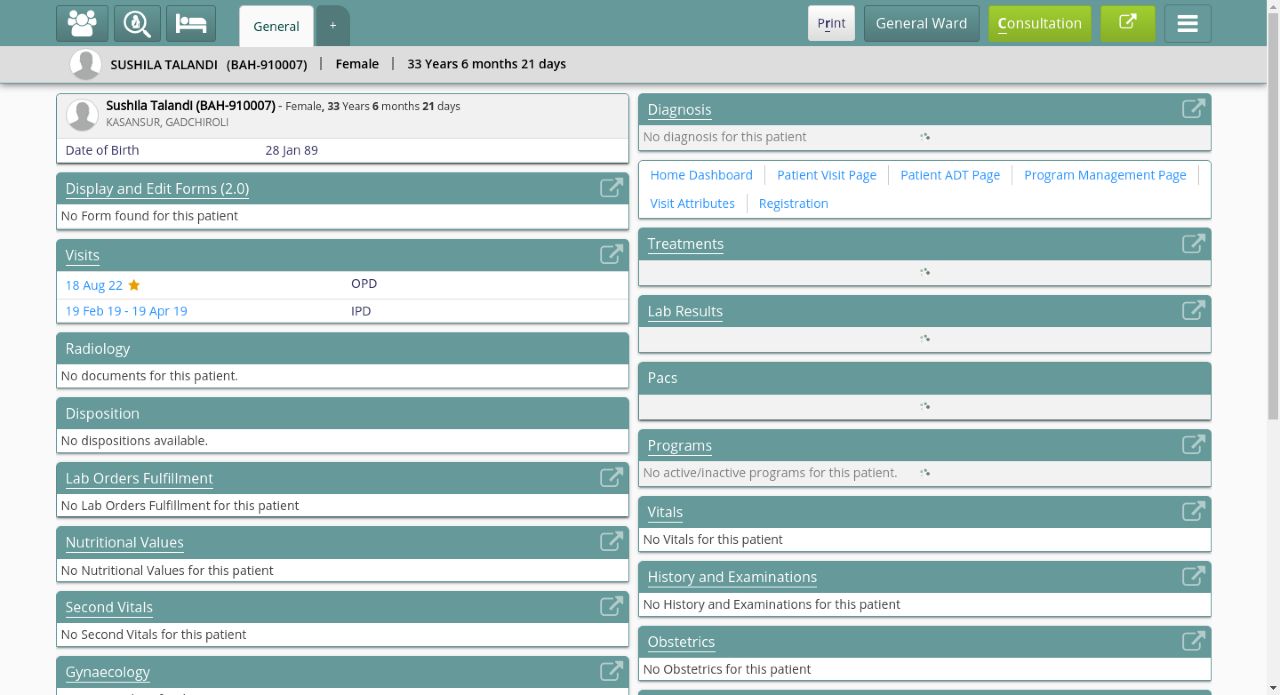 General
+
Print
General Ward
Consultation
SUSHILA TALANDI (BAH-910007) | Female | 33 Years 6 months 21 days
Sushila Talandi (BAH-910007) - Female, 33 Years 6 months 21 days
KASANSUR, GADCHIROLI
Date of Birth 28 Jan 89
Display and Edit Forms (2.0)
No Form found for this patient
Visits
18 Aug 22 OPD
19 Feb 19 - 19 Apr 19 IPD
Radiology
No documents for this patient.
Disposition
No dispositions available.
Lab Orders Fulfillment
No Lab Orders Fulfillment for this patient
Nutritional Values
No Nutritional Values for this patient
Second Vitals
No Second Vitals for this patient
Gynaecology
Diagnosis
No diagnosis for this patient
Home Dashboard | Patient Visit Page | Patient ADT Page | Program Management Page |
Visit Attributes | Registration
Treatments
Lab Results
Pacs
Programs
No active/inactive programs for this patient.
Vitals
No Vitals for this patient
History and Examinations
No History and Examinations for this patient
Obstetrics
No Obstetrics for this patient